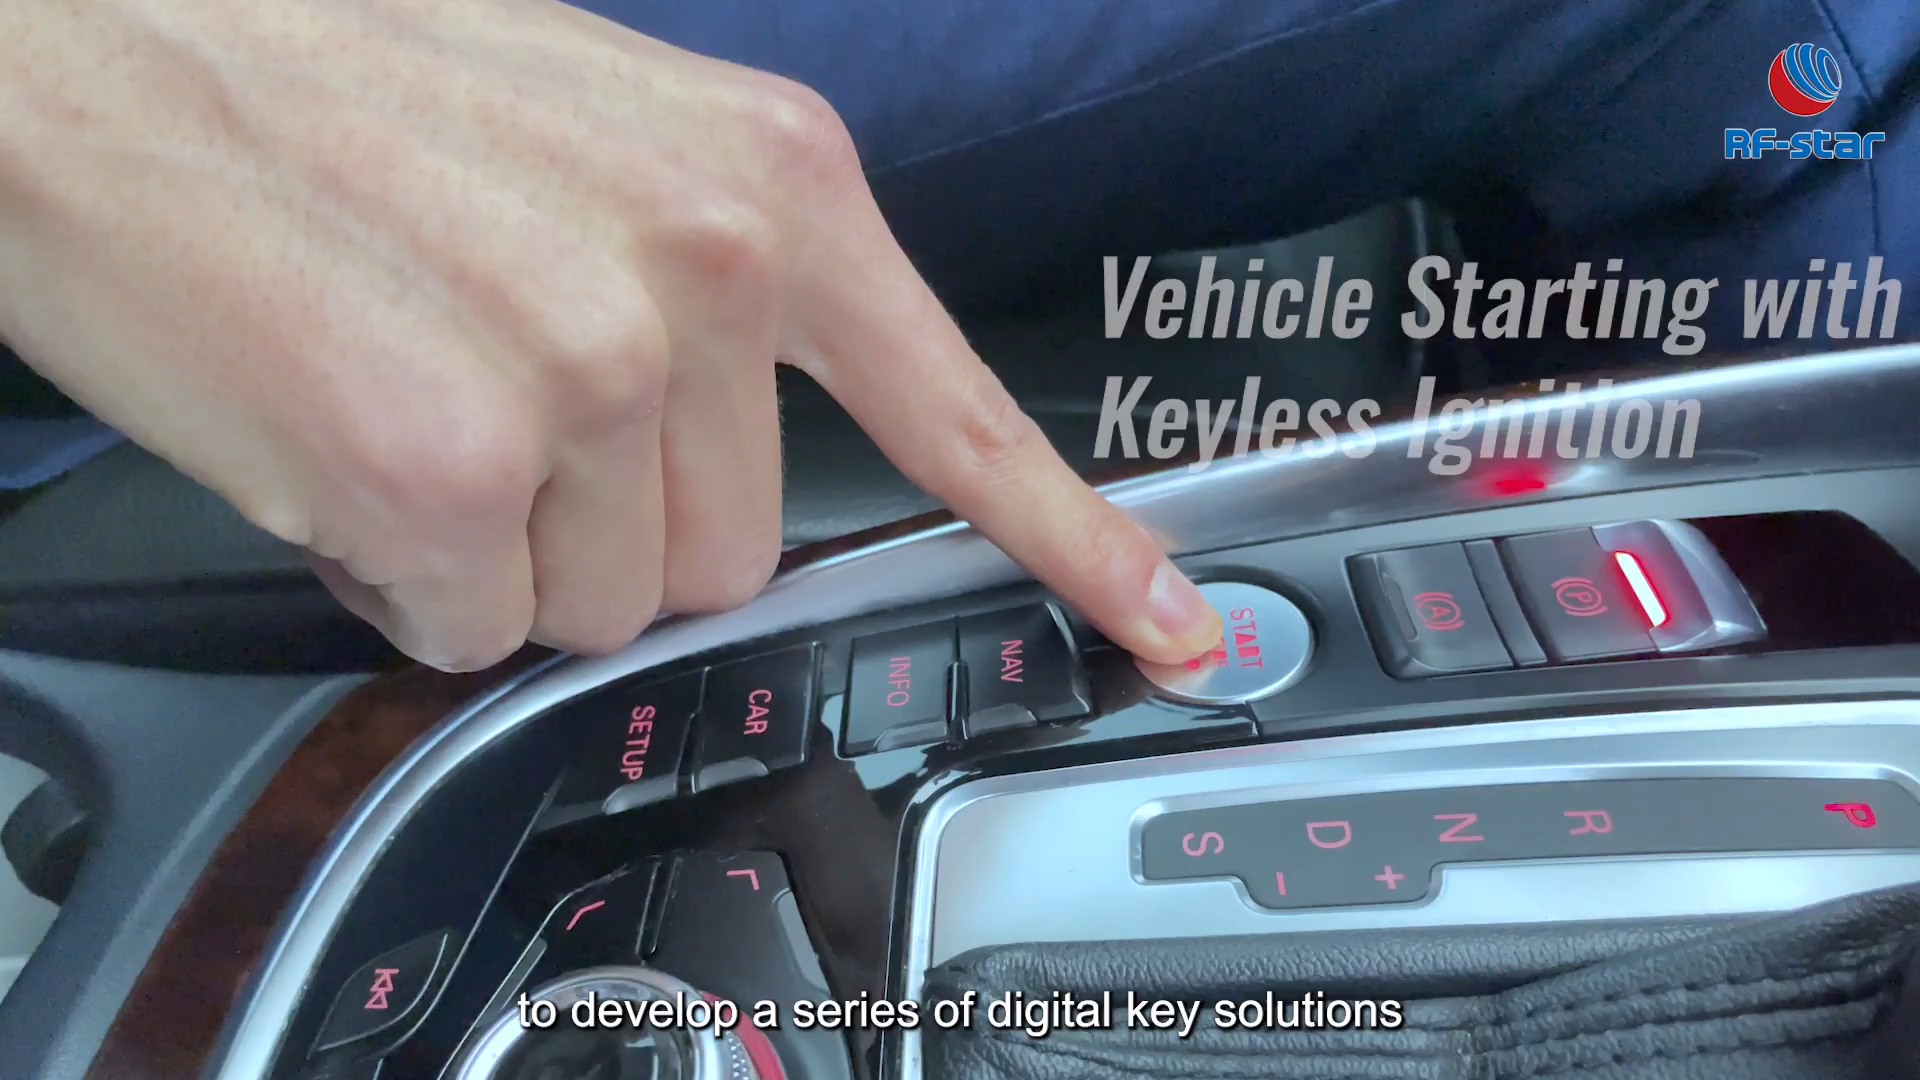 RF-star
Vehicle Starting with
Keyless Ignition
START
NAV
INFO
CAR
SETUP
A
P
S D N R P
- +
to develop a series of digital key solutions